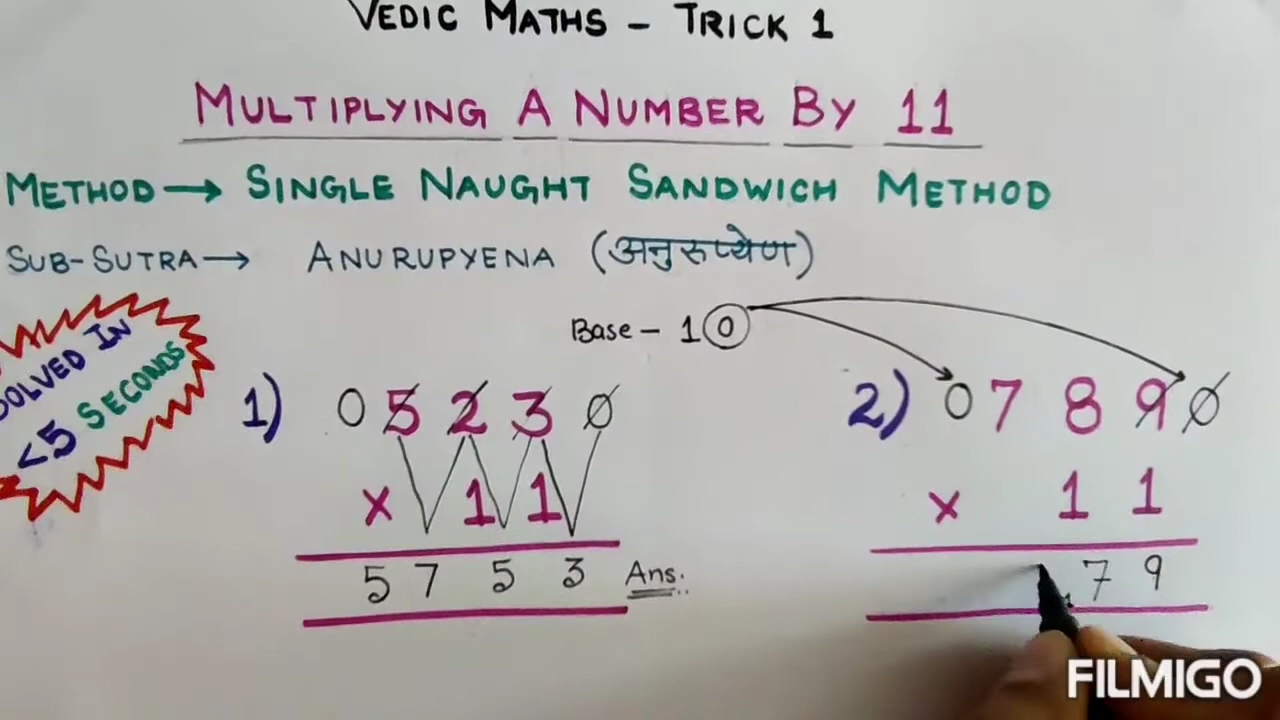 VEDIC MATHS - TRICK 1
MULTIPLYING A NUMBER BY 11
METHOD → SINGLE NAUGHT SANDWICH METHOD
SUB-SUTRA → ANURUPYENA (अनुरुप्येण)
SOLVED IN
<5 SECONDS
Base - 10
1) 0 5 2 3 0
x 1 1
5 7 5 3 Ans.
2) 0 7 8 9 0
x 1 1
7 9
FILMIGO